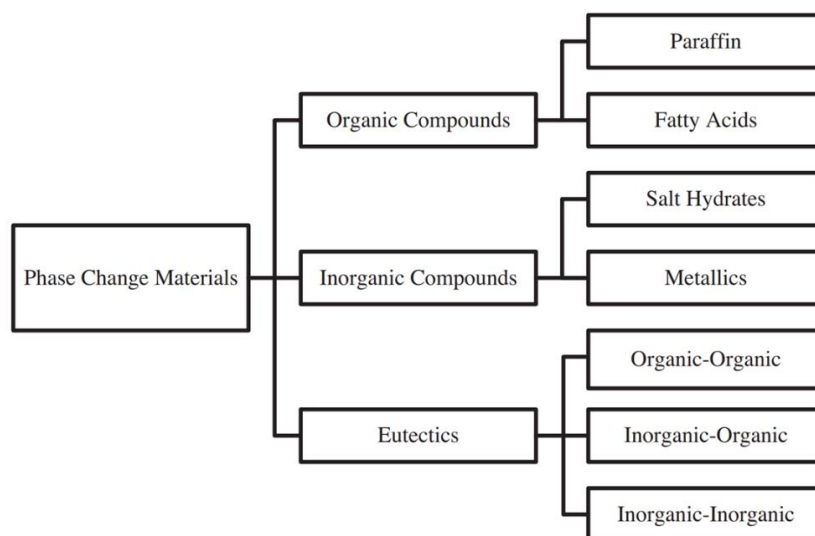 Paraffin
Organic Compounds
Fatty Acids
Salt Hydrates
Phase Change Materials
Inorganic Compounds
Metallics
Organic-Organic
Eutectics
Inorganic-Organic
Inorganic-Inorganic